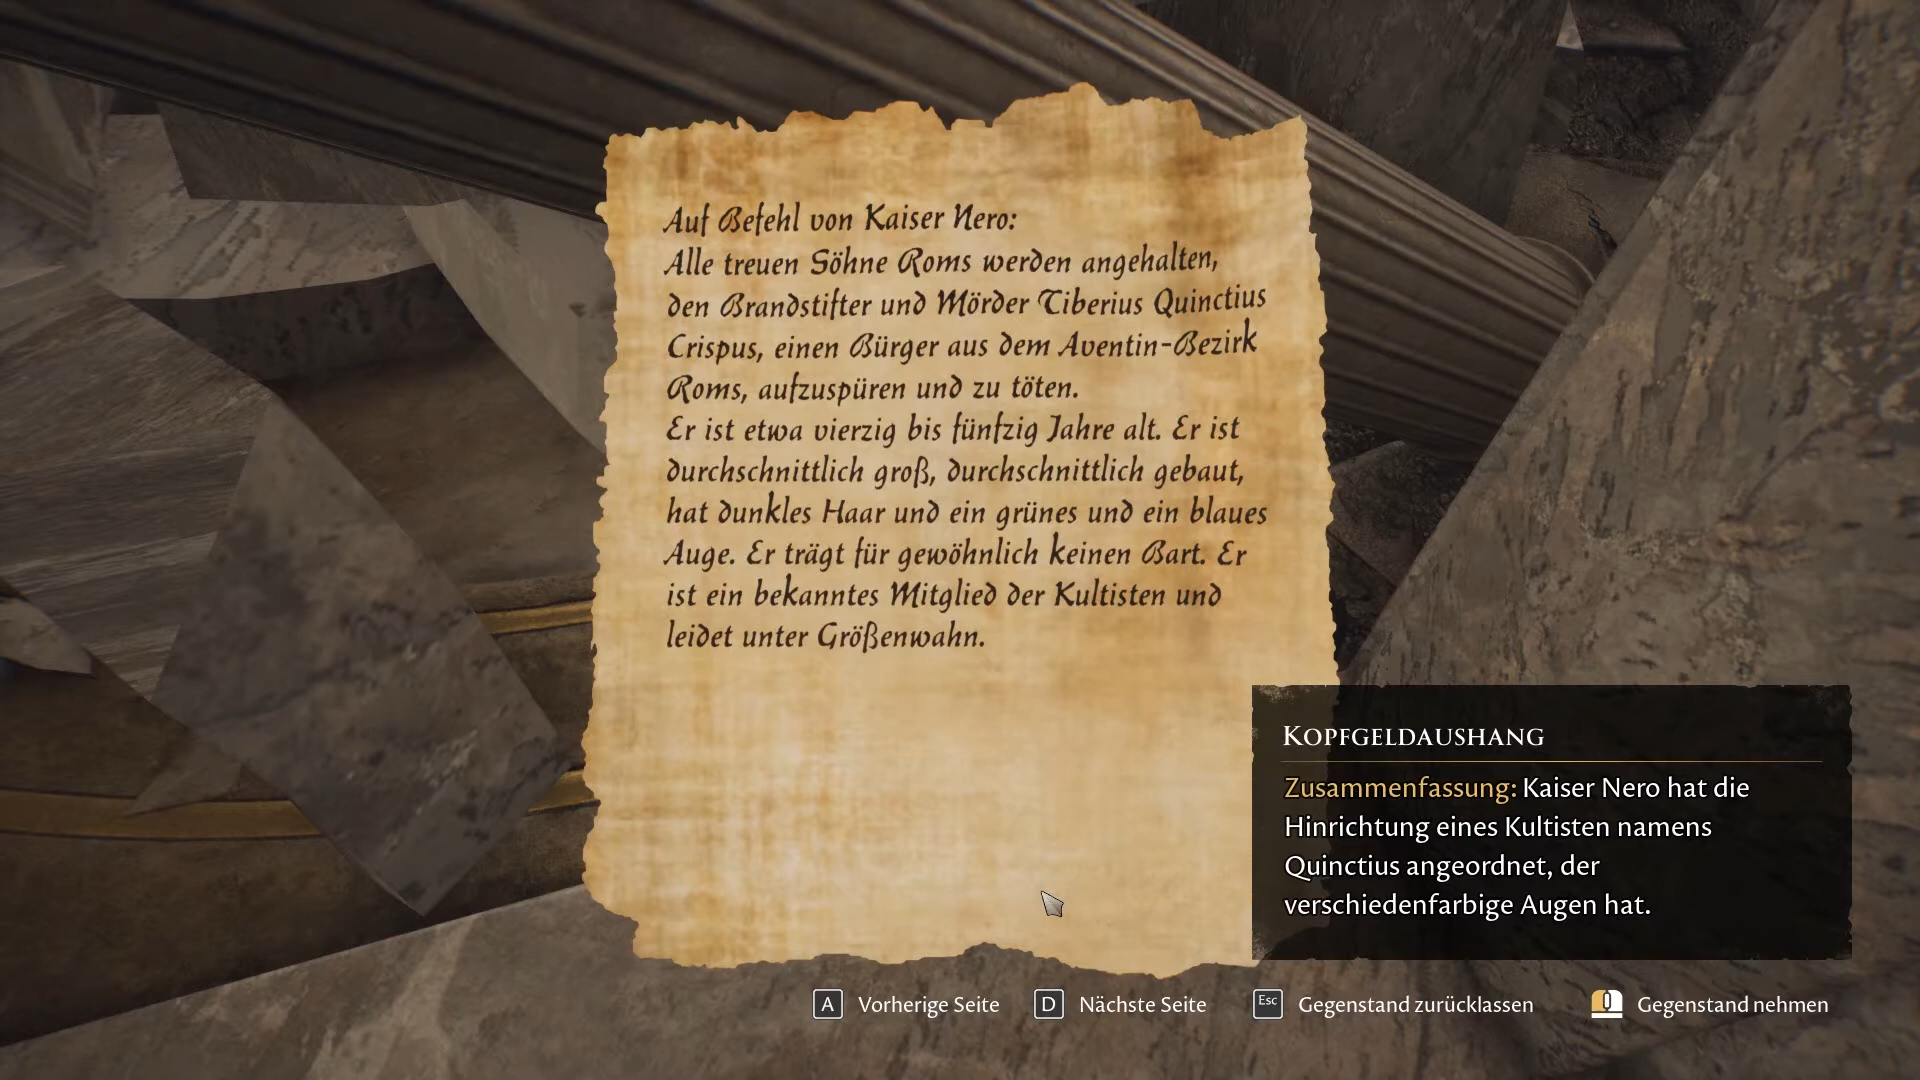 Auf Befehl von Kaiser Nero:
Alle treuen Söhne Roms werden angehalten,
den Brandstifter und Mörder Tiberius Quinctius
Crispus, einen Bürger aus dem Aventin-Bezirk
Roms, aufzuspüren und zu töten.
Er ist etwa vierzig bis fünfzig Jahre alt. Er ist
durchschnittlich groß, durchschnittlich gebaut,
hat dunkles Haar und ein grünes und ein blaues
Auge. Er trägt für gewöhnlich keinen Bart. Er
ist ein bekanntes Mitglied der Kultisten und
leidet unter Größenwahn.
Kopfgeldaushang
Zusammenfassung: Kaiser Nero hat die
Hinrichtung eines Kultisten namens
Quinctius angeordnet, der
verschiedenfarbige Augen hat.
A Vorherige Seite D Nächste Seite Esc Gegenstand zurücklassen Gegenstand nehmen